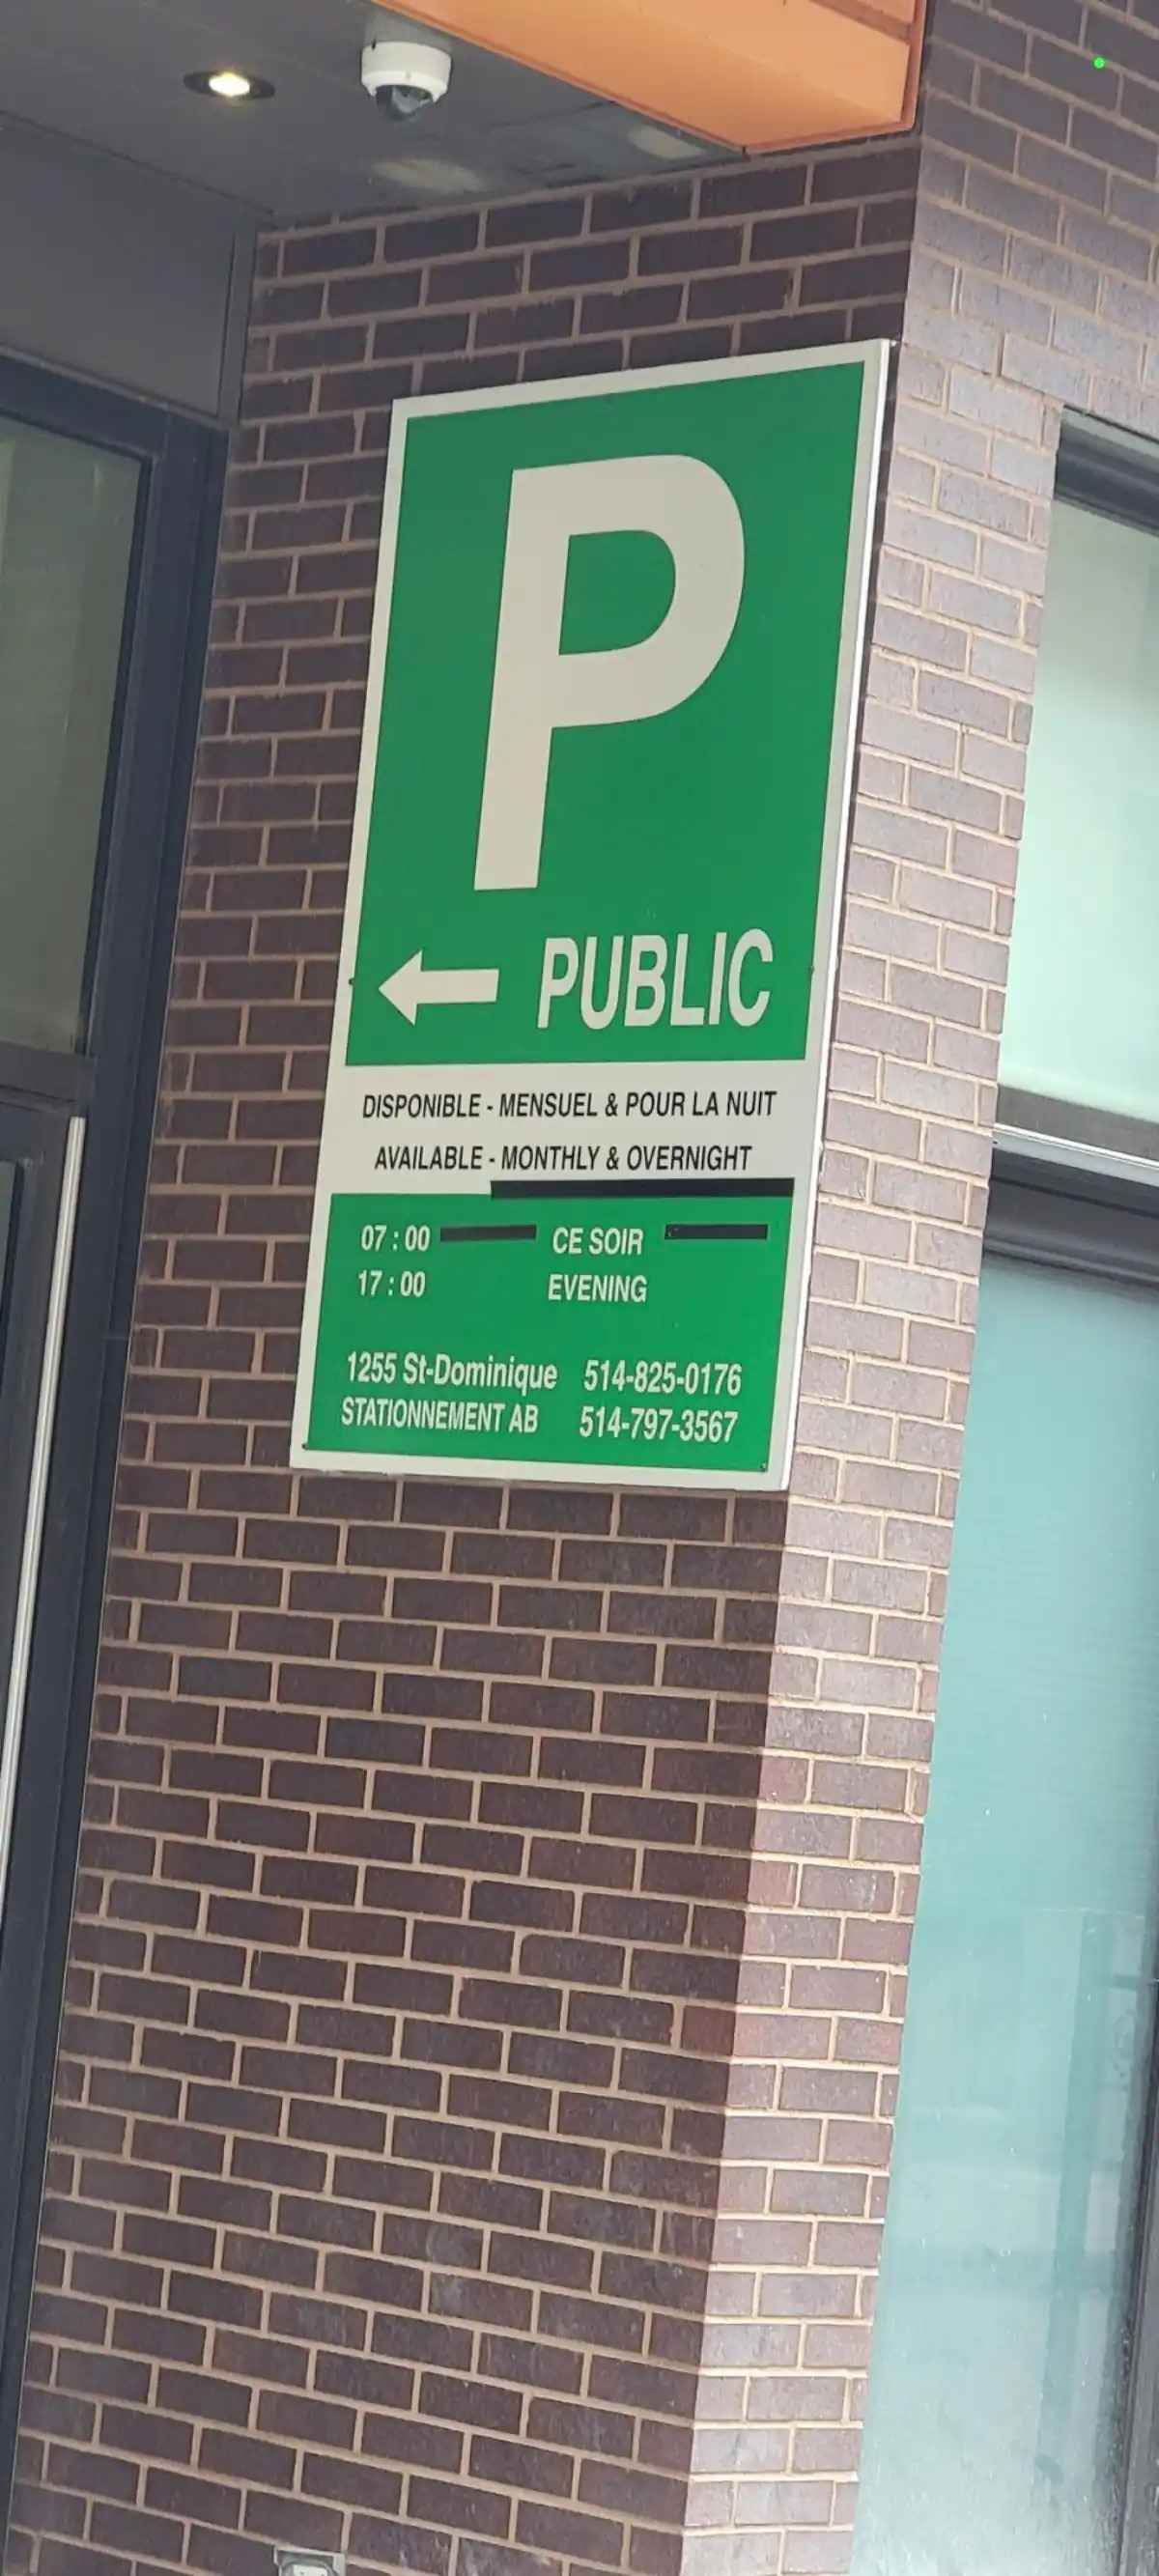 P
PUBLIC
DISPONIBLE - MENSUEL & POUR LA NUIT
AVAILABLE - MONTHLY & OVERNIGHT
07 : 00 CE SOIR
17 : 00 EVENING
1255 St-Dominique 514-825-0176
STATIONNEMENT AB 514-797-3567